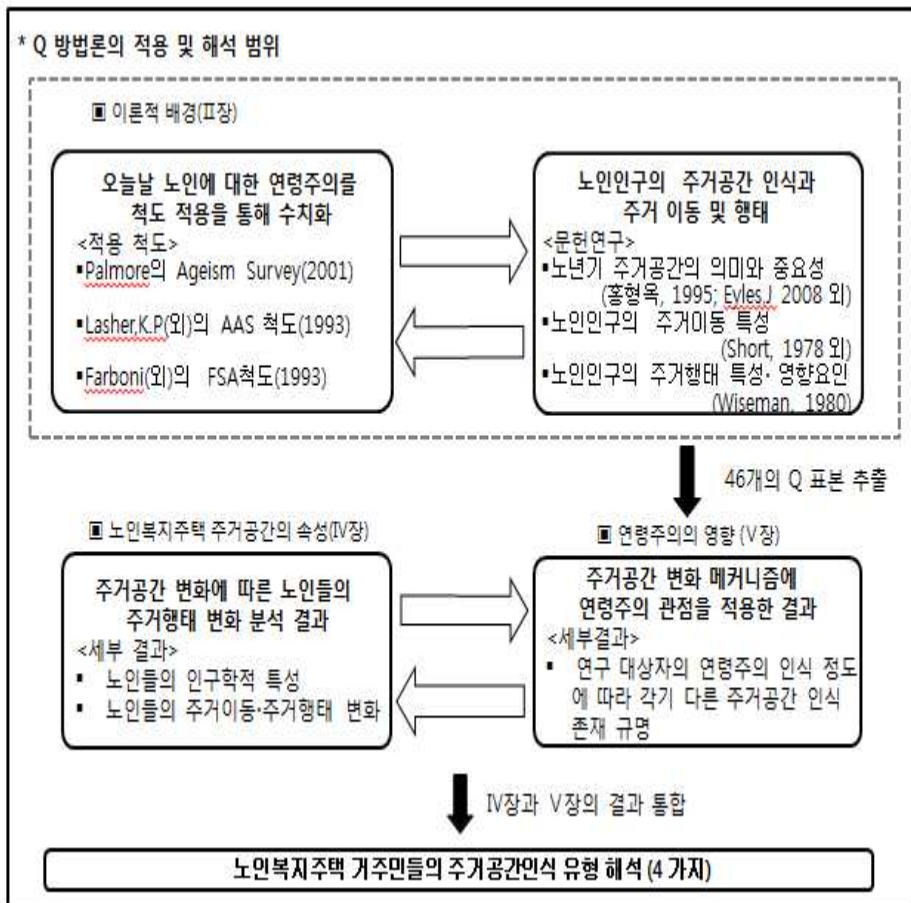 * Q 방법론의 적용 및 해석 범위
▣ 이론적 배경(II장)
오늘날 노인에 대한 연령주의를
척도 적용을 통해 수치화
<적용 척도>
▪Palmore의 Ageism Survey(2001)
▪Lasher,K.P(외)의 AAS 척도(1993)
▪Farboni(외)의 FSA척도(1993)
노인인구의 주거공간 인식과
주거 이동 및 행태
<문헌연구>
▪노년기 주거공간의 의미와 중요성
(홍형옥, 1995; Evles.J 2008 외)
▪노인인구의 주거이동 특성
(Short, 1978 외)
▪노인인구의 주거행태 특성· 영향요인
(Wiseman, 1980)
46개의 Q 표본 추출
▣ 노인복지주택 주거공간의 속성(IV장)
주거공간 변화에 따른 노인들의
주거행태 변화 분석 결과
<세부 결과>
▪ 노인들의 인구학적 특성
▪ 노인들의 주거이동·주거행태 변화
▣ 연령주의의 영향 (V장)
주거공간 변화 메커니즘에
연령주의 관점을 적용한 결과
<세부결과>
▪ 연구 대상자의 연령주의 인식 정도
에 따라 각기 다른 주거공간 인식
존재 규명
IV장과 V장의 결과 통합
노인복지주택 거주민들의 주거공간인식 유형 해석 (4 가지)